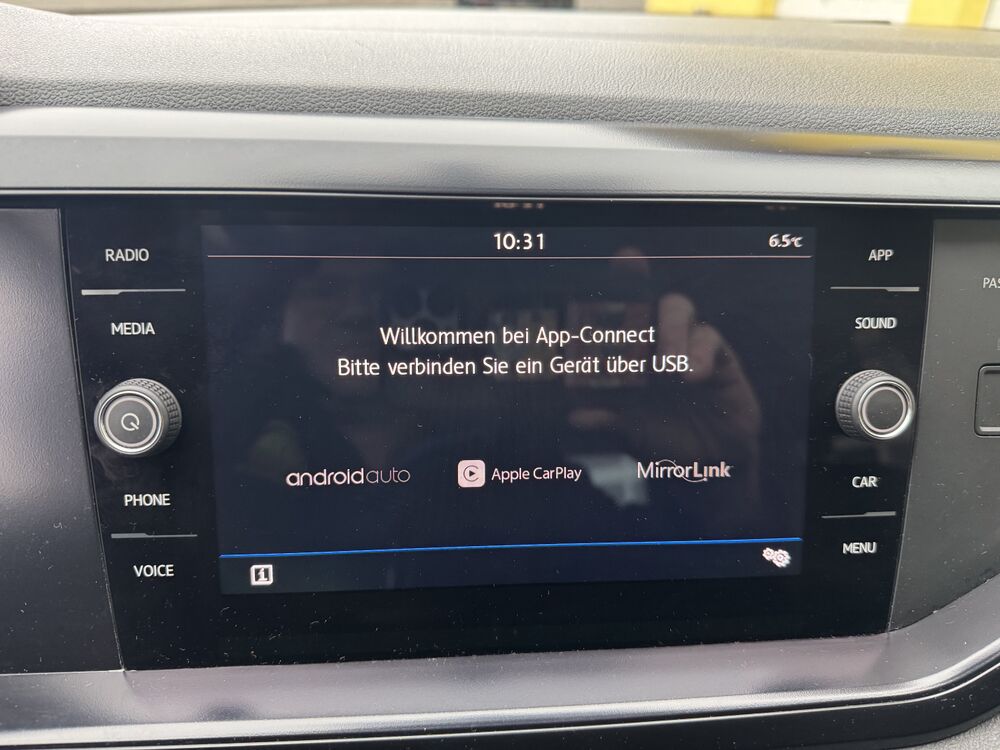 10:31
6.5°C
RADIO
MEDIA
PHONE
VOICE
Willkommen bei App-Connect
Bitte verbinden Sie ein Gerät über USB.
androidauto
Apple CarPlay
MirrorLink
APP
SOUND
CAR
MENU